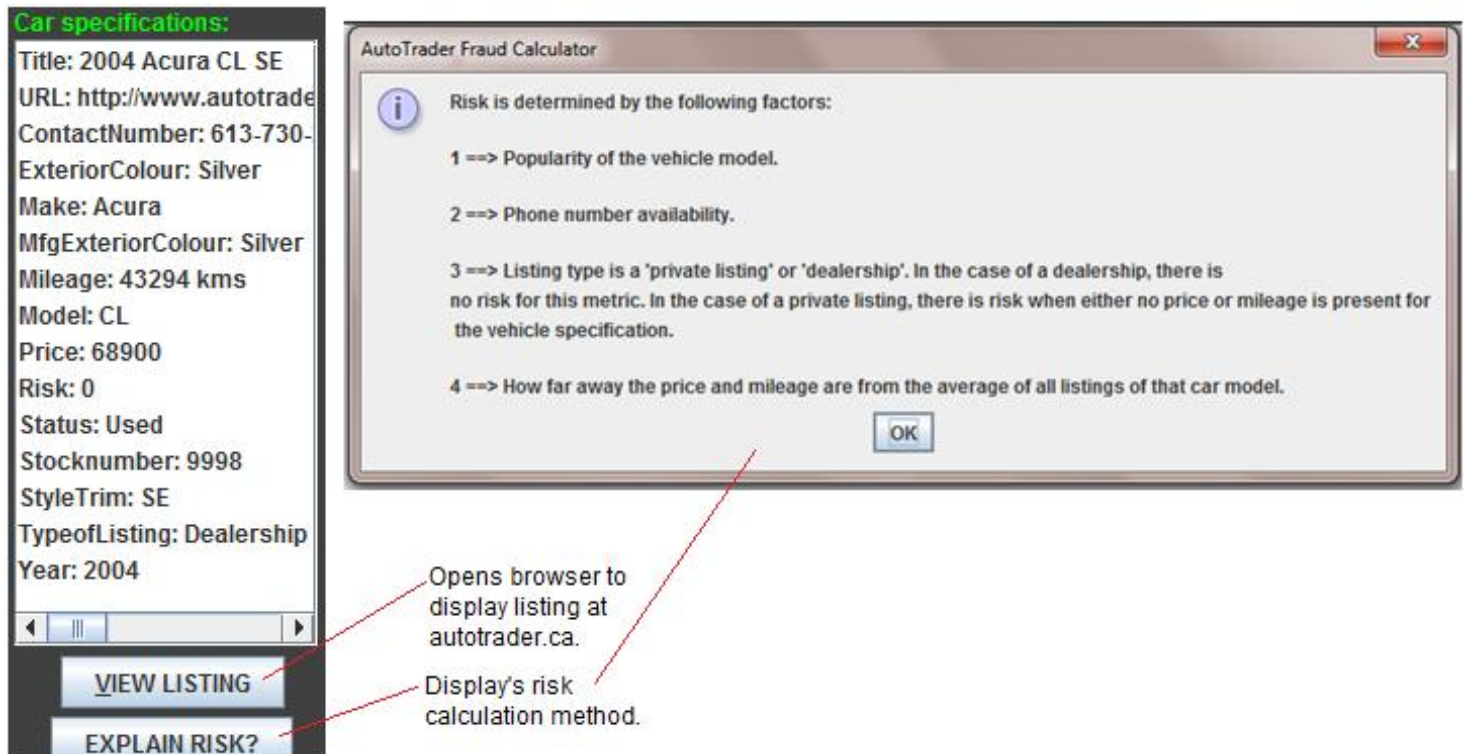 Car specifications:
Title: 2004 Acura CL SE
URL: http://www.autotrade
ContactNumber: 613-730-
ExteriorColour: Silver
Make: Acura
MfgExteriorColour: Silver
Mileage: 43294 kms
Model: CL
Price: 68900
Risk: 0
Status: Used
Stocknumber: 9998
StyleTrim: SE
TypeofListing: Dealership
Year: 2004
VIEW LISTING
EXPLAIN RISK?
AutoTrader Fraud Calculator
Risk is determined by the following factors:
1 ==> Popularity of the vehicle model.
2 ==> Phone number availability.
3 ==> Listing type is a 'private listing' or 'dealership'. In the case of a dealership, there is
no risk for this metric. In the case of a private listing, there is risk when either no price or mileage is present for
the vehicle specification.
4 ==> How far away the price and mileage are from the average of all listings of that car model.
OK
Opens browser to
display listing at
autotrader.ca.
Display's risk
calculation method.